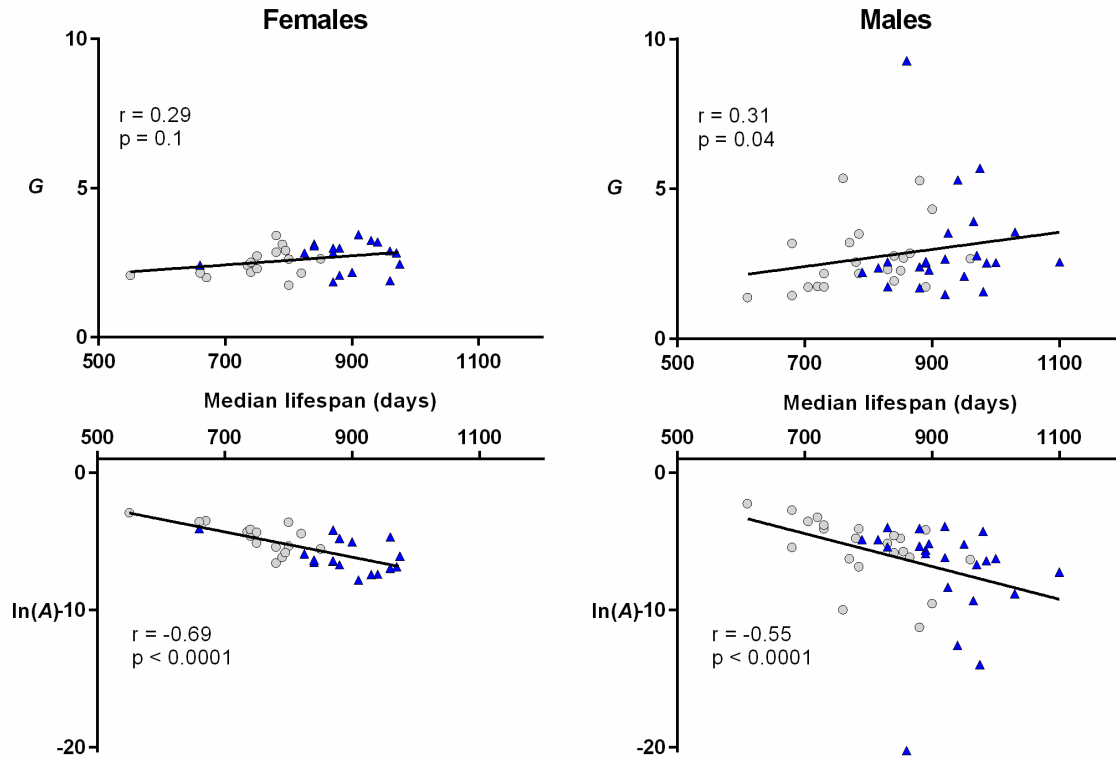 Females
10
r = 0.29
p = 0.1
G
5
0
500 700 900 1100
Median lifespan (days)
Males
10
r = 0.31
p = 0.04
G
5
0
500 700 900 1100
Median lifespan (days)
500 700 900 1100
0
ln(A)
-10
r = -0.69
p < 0.0001
-20
500 700 900 1100
0
ln(A)
-10
r = -0.55
p < 0.0001
-20